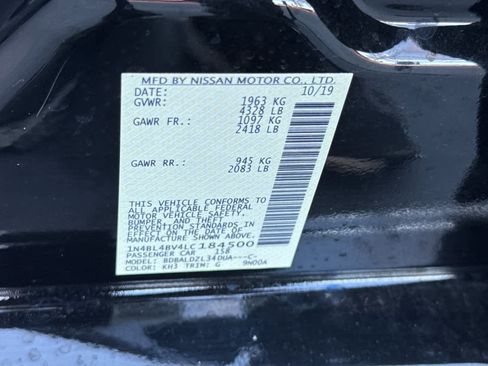 MFD BY NISSAN MOTOR CO., LTD.
DATE: 10/19
GVWR: 1963 KG
4328 LB
GAWR FR.: 1097 KG
2418 LB
GAWR RR.: 945 KG
2083 LB
THIS VEHICLE CONFORMS TO
ALL APPLICABLE FEDERAL
MOTOR VEHICLE SAFETY,
BUMPER, AND THEFT
PREVENTION STANDARDS IN
EFFECT ON THE DATE OF
MANUFACTURE SHOWN ABOVE.
1N4BL4BV4LC184500
PASSENGER CAR 158
MODEL: BDBALDZL34DUA---C-
COLOR: KH3 TRIM: G 9N00A